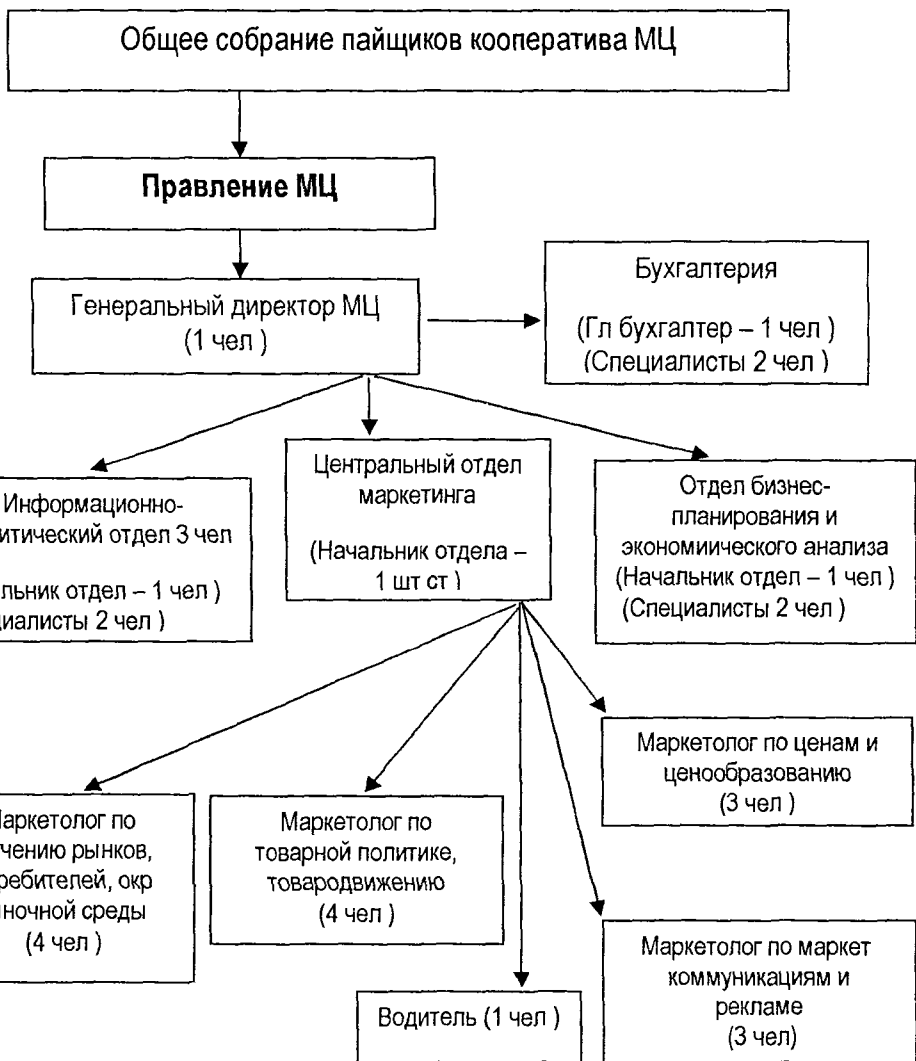 Общее собрание пайщиков кооператива МЦ
Правление МЦ
Генеральный директор МЦ
(1 чел )
Бухгалтерия
(Гл бухгалтер – 1 чел )
(Специалисты 2 чел )
Информационно-
итический отдел 3 чел
льник отдел – 1 чел )
циалисты 2 чел )
Центральный отдел
маркетинга
(Начальник отдела –
1 шт ст )
Отдел бизнес-
планирования и
экономиического анализа
(Начальник отдел – 1 чел )
(Специалисты 2 чел )
Маркетолог по ценам и
ценообразованию
(3 чел )
аркетолог по
чению рынков,
ребителей, окр
ночной среды
(4 чел )
Маркетолог по
товарной политике,
товародвижению
(4 чел )
Водитель (1 чел )
Маркетолог по маркет
коммуникациям и
рекламе
(3 чел)